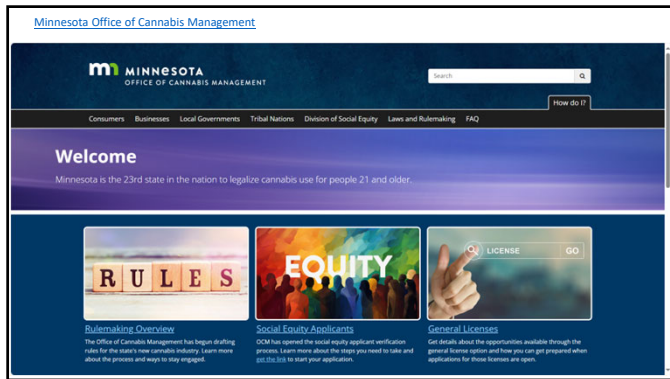 Minnesota Office of Cannabis Management
MINNESOTA
OFFICE OF CANNABIS MANAGEMENT
Search
How do I?
Consumers Businesses Local Governments Tribal Nations Division of Social Equity Laws and Rulemaking FAQ
Welcome
Minnesota is the 23rd state in the nation to legalize cannabis use for people 21 and older.
RULES
EQUITY
LICENSE GO
Rulemaking Overview
The Office of Cannabis Management has begun drafting
rules for the state's new cannabis industry. Learn more
about the process and ways to stay engaged.
Social Equity Applicants
OCM has opened the social equity applicant verification
process. Learn more about the steps you need to take and
get the link to start your application.
General Licenses
Get details about the opportunities available through the
general license option and how you can get prepared when
applications for those licenses are open.